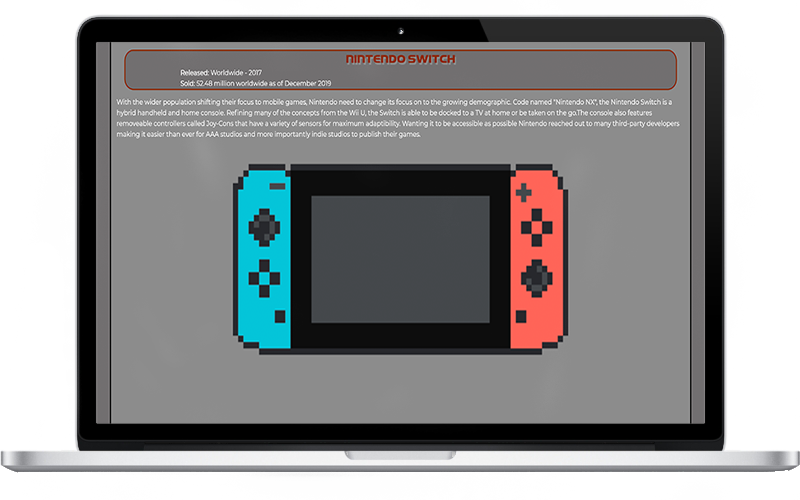 NINTENDO SWITCH
Released: Worldwide - 2017
Sold: 52.48 million worldwide as of December 2019
With the wider population shifting their focus to mobile games, Nintendo need to change its focus on to the growing demographic. Code named "Nintendo NX", the Nintendo Switch is a
hybrid handheld and home console. Refining many of the concepts from the Wii U, the Switch is able to be docked to a TV at home or be taken on the go.The console also features
removeable controllers called Joy-Cons that have a variety of sensors for maximum adaptibility. Wanting it to be accessible as possible Nintendo reached out to many third-party developers
making it easier than ever for AAA studios and more importantly indie studios to publish their games.